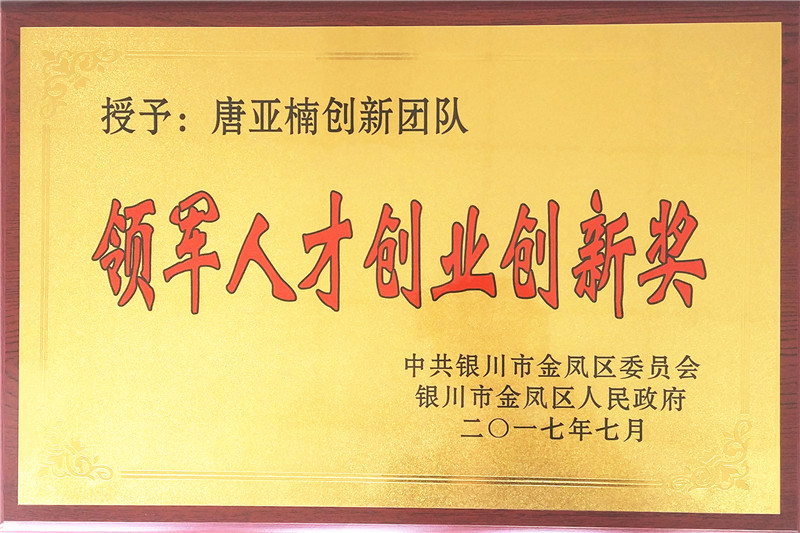 授予：唐亚楠创新团队
领军人才创业创新奖
中共银川市金凤区委员会
银川市金凤区人民政府
二〇一七年七月